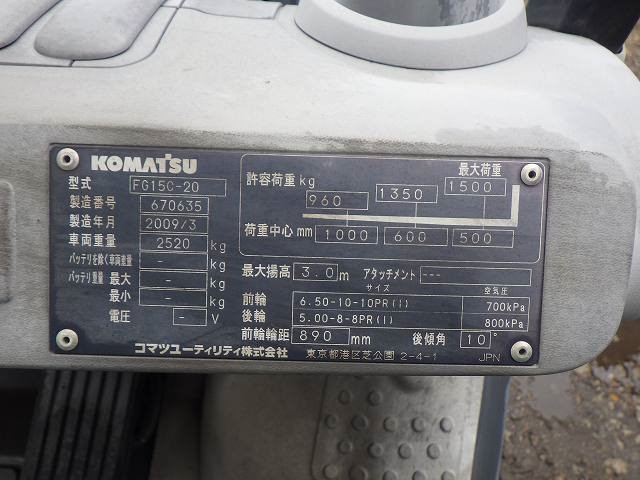 KOMATSU
型式 FG15C-20
製造番号 670635
製造年月 2009/3
車両重量 2520 kg
バッテリを除く車両重量 - kg
バッテリ重量 最大 - kg
最小 - kg
電圧 - V
最大荷重
許容荷重 kg 960 1350 1500
荷重中心 mm 1000 600 500
最大揚高 3.0 m アタッチメント ---
サイズ 空気圧
前輪 6.50-10-10PR(I) 700kPa
後輪 5.00-8-8PR(I) 800kPa
前輪輪距 890 mm 後傾角 10°
コマツユーティリティ株式会社 東京都港区芝公園 2-4-1 JPN